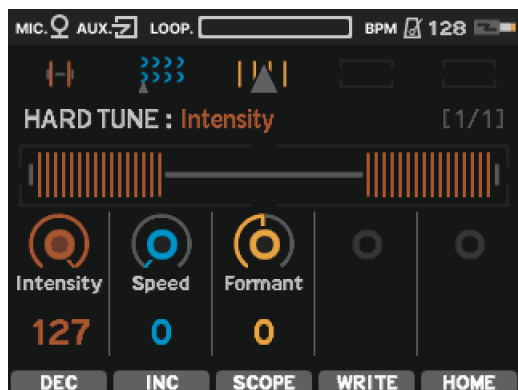 MIC. AUX. LOOP. BPM 128
HARD TUNE : Intensity [1/1]
Intensity Speed Formant
127 0 0
DEC INC SCOPE WRITE HOME